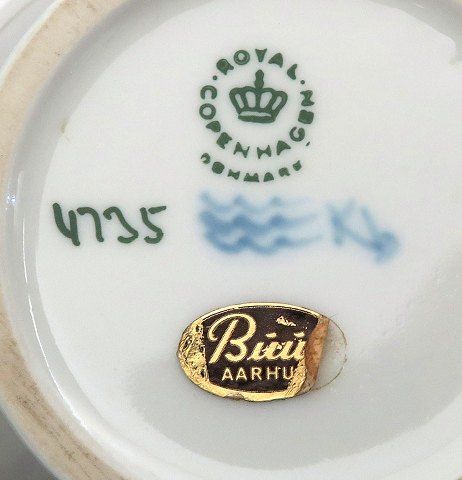 ROYAL
COPENHAGEN
DENMARK
4735
AARHU